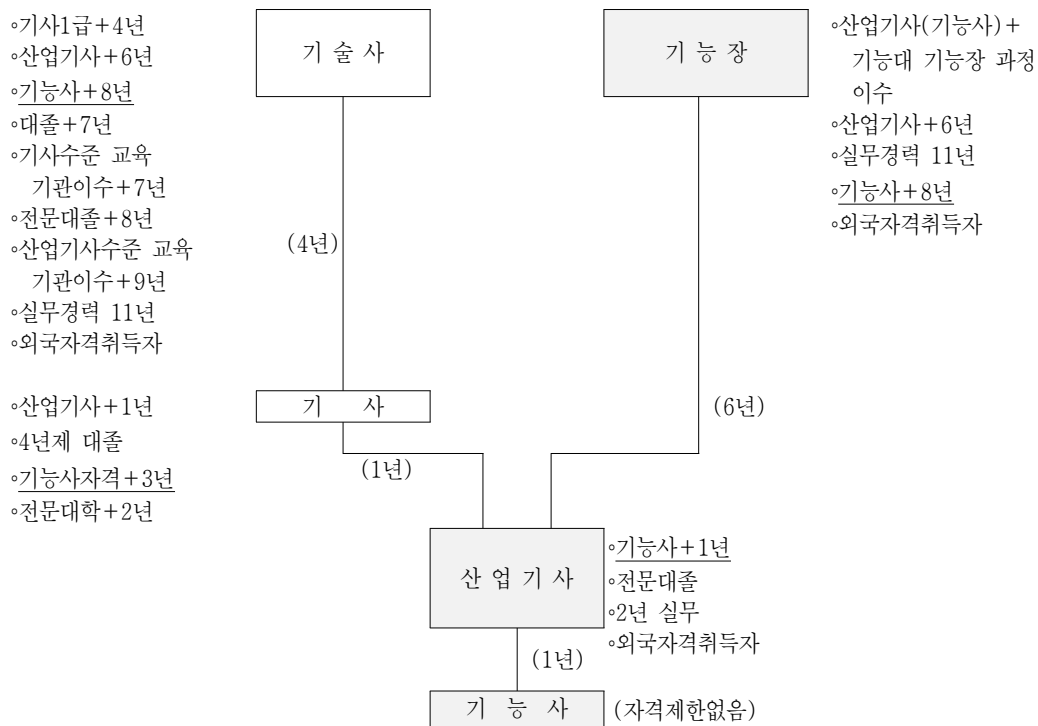 ∘기사1급+4년
∘산업기사+6년
∘기능사+8년
∘대졸+7년
∘기사수준 교육
기관이수+7년
∘전문대졸+8년
∘산업기사수준 교육
기관이수+9년
∘실무경력 11년
∘외국자격취득자
기 술 사
기 능 장
∘산업기사(기능사)+
기능대 기능장 과정
이수
∘산업기사+6년
∘실무경력 11년
∘기능사+8년
∘외국자격취득자
(4년)
∘산업기사+1년
∘4년제 대졸
∘기능사자격+3년
∘전문대학+2년
기 사
(6년)
(1년)
산 업 기 사
∘기능사+1년
∘전문대졸
∘2년 실무
∘외국자격취득자
(1년)
기 능 사
(자격제한없음)